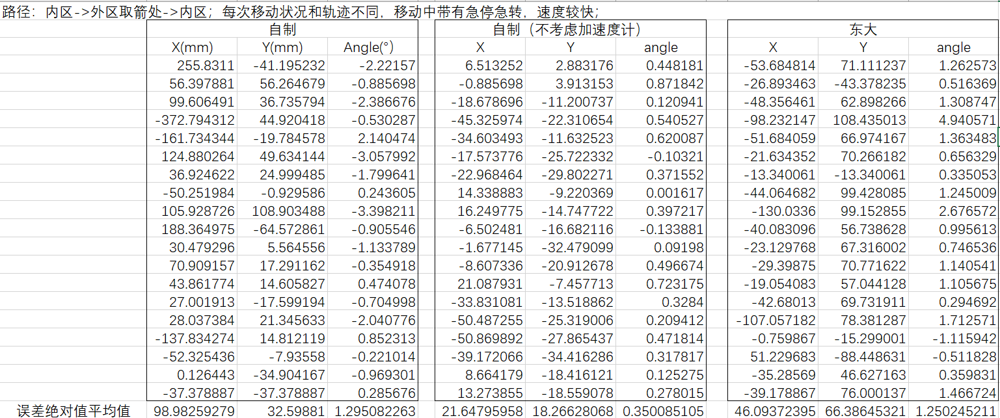 路径：内区->外区取箭处->内区；每次移动状况和轨迹不同，移动中带有急停急转，速度较快；
自制 自制（不考虑加速度计） 东大
X(mm) Y(mm) Angle(°) X Y angle X Y angle
255.8311 -41.195232 -2.22157 6.513252 2.883176 0.448181 -53.684814 71.111237 1.262573
56.397881 56.264679 -0.885698 -0.885698 3.913153 0.871842 -26.893463 -43.378235 0.516369
99.606491 36.735794 -2.386676 -18.678696 -11.200737 0.120941 -48.356461 62.898266 1.308747
-372.794312 44.920418 -0.530287 -45.325974 -22.310654 0.540527 -98.232147 108.435013 4.940571
-161.734344 -19.784578 2.140474 -34.603493 -11.632523 0.620087 -51.684059 66.974167 1.363483
124.880264 49.634144 -3.057992 -17.573776 -25.722332 -0.10321 -21.634352 70.266182 0.656329
36.924622 24.999485 -1.799641 -22.968464 -29.802271 0.371552 -13.340061 -13.340061 0.335053
-50.251984 -0.929586 0.243605 14.338883 -9.220369 0.001617 -44.064682 99.428085 1.245009
105.928726 108.903488 -3.398211 16.249775 -14.747722 0.397217 -130.0336 99.152855 2.676572
188.364975 -64.572861 -0.905546 -6.502481 -16.682116 -0.133881 -40.083096 56.738628 0.995613
30.479296 5.564556 -1.133789 -1.677145 -32.479099 0.09198 -23.129768 67.316002 0.746536
70.909157 17.291162 -0.354918 -8.607336 -20.912678 0.496674 -29.39875 70.771622 1.140541
43.861774 14.605827 0.474078 21.087931 -7.457713 0.723175 -19.054083 57.044128 1.105675
27.001913 -17.599194 -0.704998 -33.831081 -13.518862 0.3284 -42.68013 69.731911 0.294692
28.037384 21.345633 -2.040776 -50.487255 -25.319006 0.209412 -107.057182 78.381287 1.712571
-137.834274 14.812119 0.852313 -50.869892 -27.865437 0.471814 -0.759867 -15.299001 -1.115942
-52.325436 -7.93558 -0.221014 -39.172066 -34.416286 0.317817 51.229683 -88.448631 -0.511828
0.126443 -34.904167 -0.969301 8.664179 -18.416121 0.125275 -35.28569 46.627163 0.359831
-37.378887 -37.378887 0.285676 13.273855 -18.559078 0.278015 -39.178867 76.000137 1.466724
误差绝对值平均值 98.98259279 32.59881 1.295082263 21.64795958 18.26628068 0.350085105 46.09372395 66.38645321 1.250245211